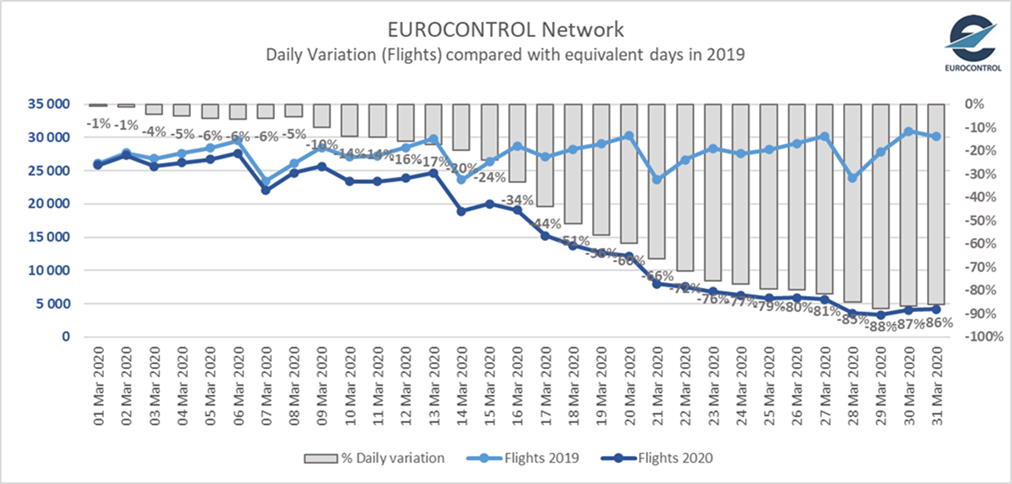 EUROCONTROL Network
Daily Variation (Flights) compared with equivalent days in 2019
EUROCONTROL
35 000
30 000
25 000
20 000
15 000
10 000
5 000
0
-1%
-1%
-4%
-5%
-6%
-6%
-6%
-5%
-10%
-14%
-14%
-16%
-17%
-20%
-24%
-34%
-44%
-51%
-56%
-60%
-66%
-72%
-76%
-77%
-79%
-80%
-81%
-85%
-88%
-87%
-86%
0%
-10%
-20%
-30%
-40%
-50%
-60%
-70%
-80%
-90%
-100%
01 Mar 2020
02 Mar 2020
03 Mar 2020
04 Mar 2020
05 Mar 2020
06 Mar 2020
07 Mar 2020
08 Mar 2020
09 Mar 2020
10 Mar 2020
11 Mar 2020
12 Mar 2020
13 Mar 2020
14 Mar 2020
15 Mar 2020
16 Mar 2020
17 Mar 2020
18 Mar 2020
19 Mar 2020
20 Mar 2020
21 Mar 2020
22 Mar 2020
23 Mar 2020
24 Mar 2020
25 Mar 2020
26 Mar 2020
27 Mar 2020
28 Mar 2020
29 Mar 2020
30 Mar 2020
31 Mar 2020
% Daily variation
Flights 2019
Flights 2020